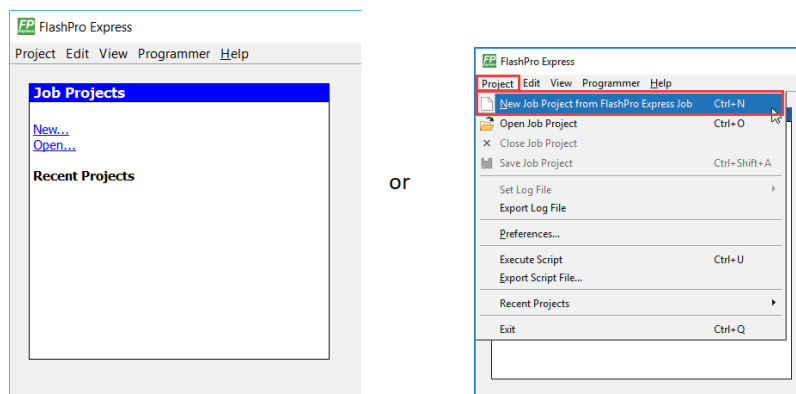 FP FlashPro Express
Project Edit View Programmer Help
Job Projects
New...
Open...
Recent Projects
or
FP FlashPro Express
Project Edit View Programmer Help
New Job Project from FlashPro Express Job Ctrl+N
Open Job Project Ctrl+O
Close Job Project
Save Job Project Ctrl+Shift+A
Set Log File
Export Log File
Preferences...
Execute Script Ctrl+U
Export Script File...
Recent Projects
Exit Ctrl+Q